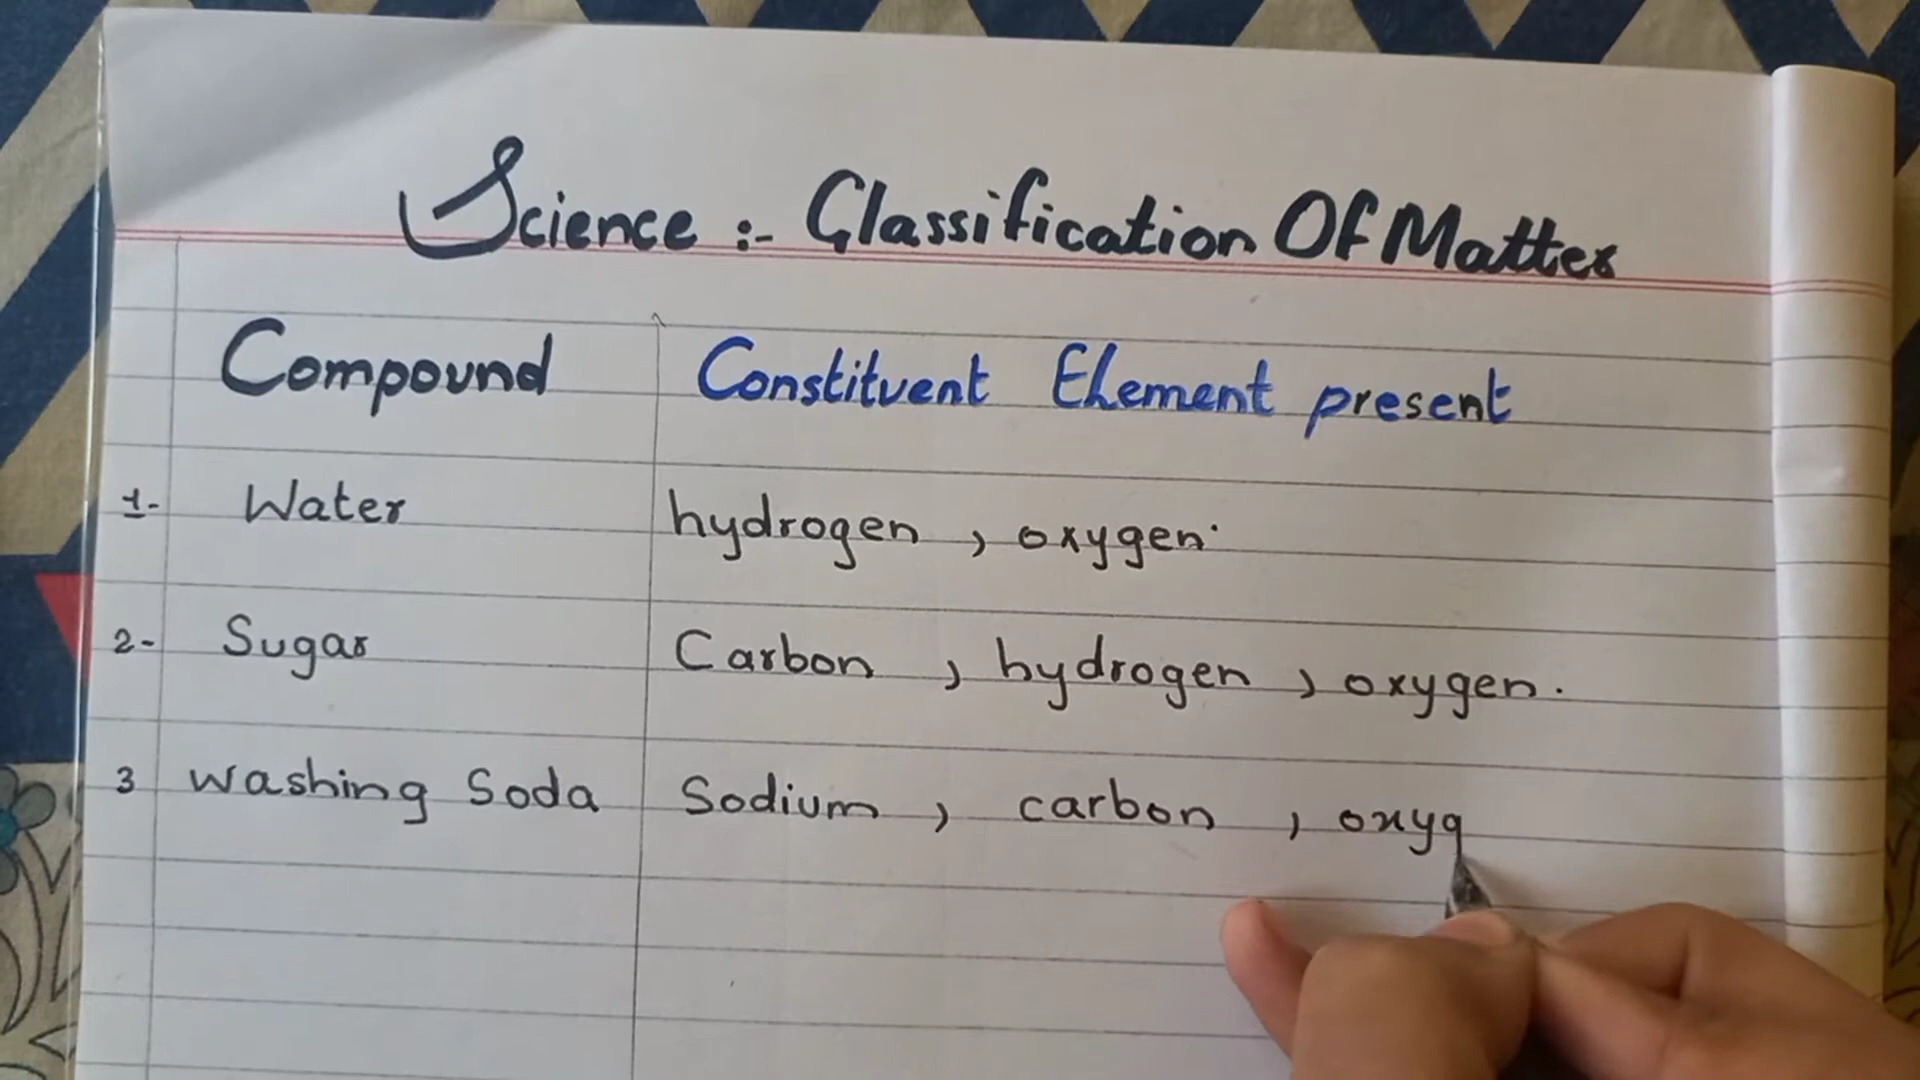 Science :- Classification Of Matter
Compound Constituent Element present
1- Water hydrogen , oxygen.
2- Sugar Carbon , hydrogen , oxygen.
3 Washing Soda Sodium , carbon , oxyg